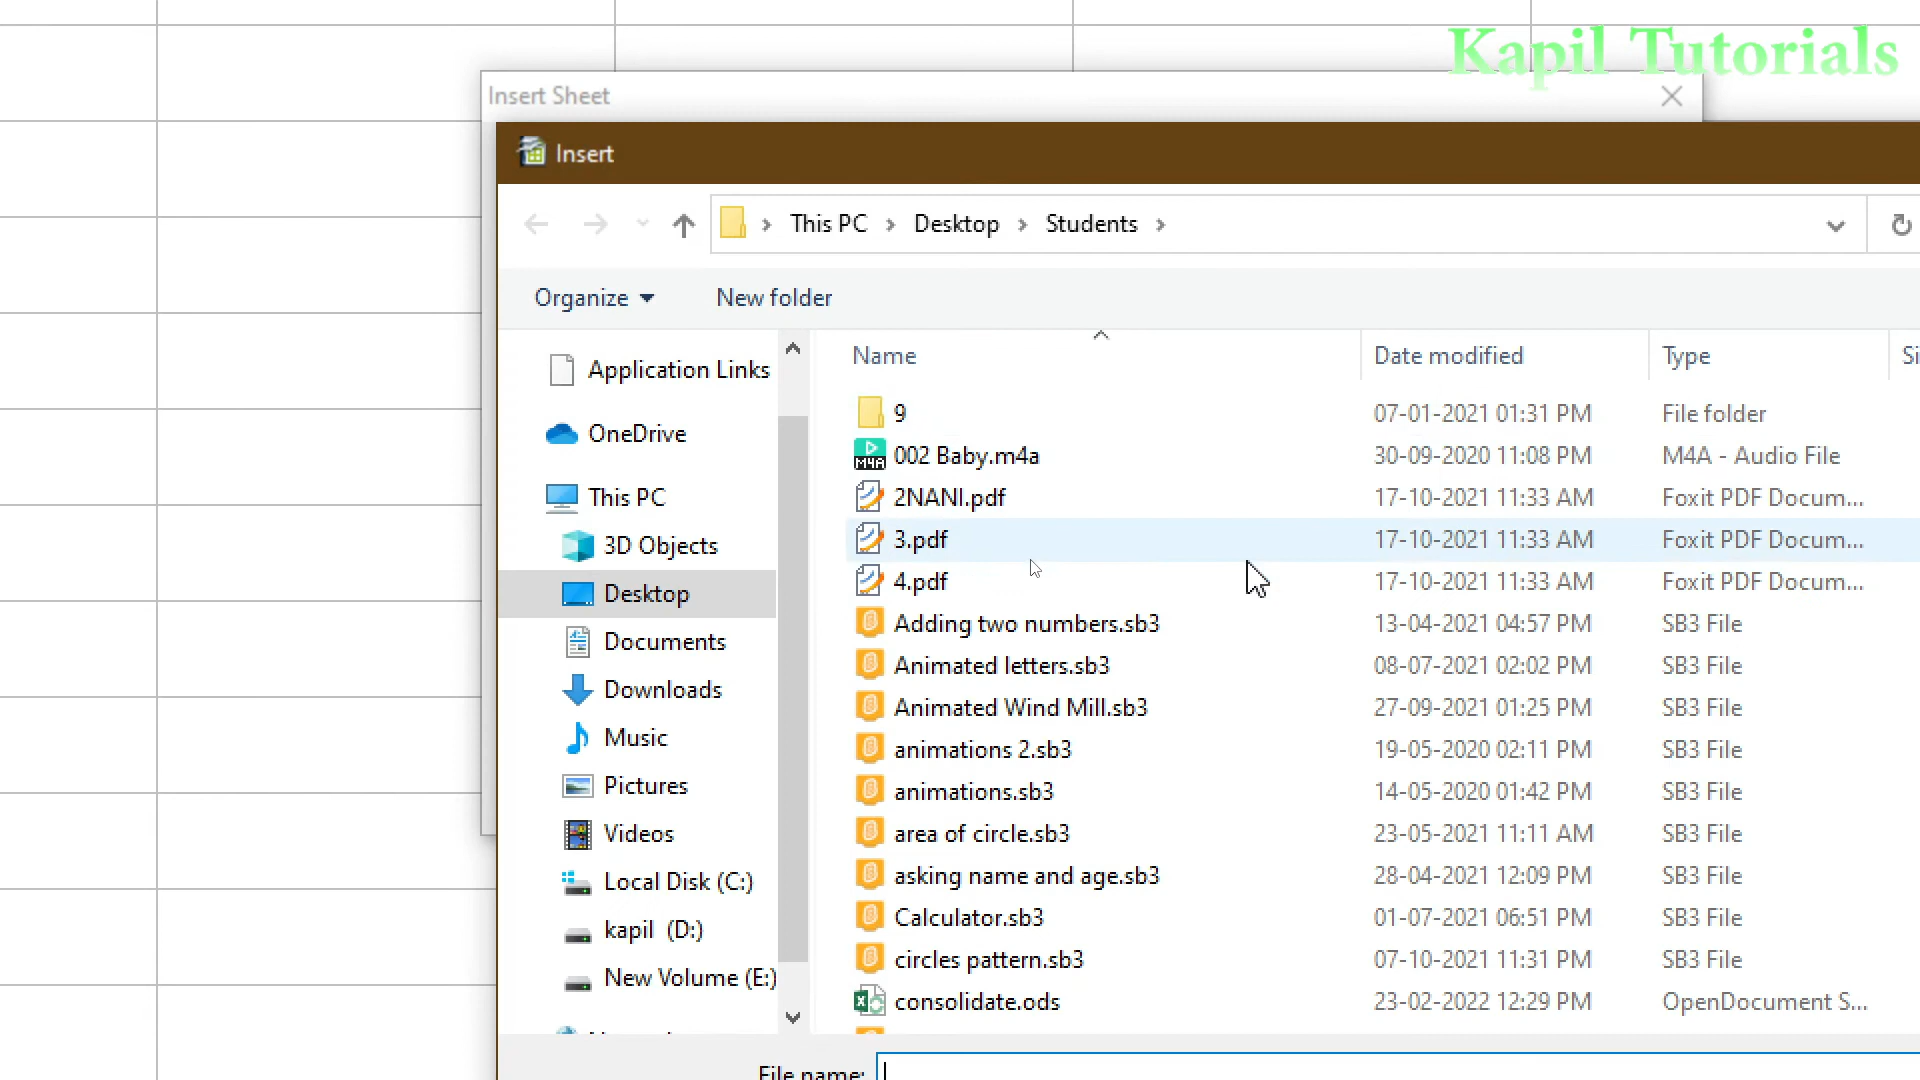 Kapil Tutorials
Insert Sheet
Insert
This PC Desktop Students
Organize New folder
Name Date modified Type
Application Links
OneDrive
This PC
3D Objects
Desktop
Documents
Downloads
Music
Pictures
Videos
Local Disk (C:)
kapil (D:)
New Volume (E:)
9 07-01-2021 01:31 PM File folder
002 Baby.m4a 30-09-2020 11:08 PM M4A - Audio File
2NANI.pdf 17-10-2021 11:33 AM Foxit PDF Docum...
3.pdf 17-10-2021 11:33 AM Foxit PDF Docum...
4.pdf 17-10-2021 11:33 AM Foxit PDF Docum...
Adding two numbers.sb3 13-04-2021 04:57 PM SB3 File
Animated letters.sb3 08-07-2021 02:02 PM SB3 File
Animated Wind Mill.sb3 27-09-2021 01:25 PM SB3 File
animations 2.sb3 19-05-2020 02:11 PM SB3 File
animations.sb3 14-05-2020 01:42 PM SB3 File
area of circle.sb3 23-05-2021 11:11 AM SB3 File
asking name and age.sb3 28-04-2021 12:09 PM SB3 File
Calculator.sb3 01-07-2021 06:51 PM SB3 File
circles pattern.sb3 07-10-2021 11:31 PM SB3 File
consolidate.ods 23-02-2022 12:29 PM OpenDocument S...
File name: